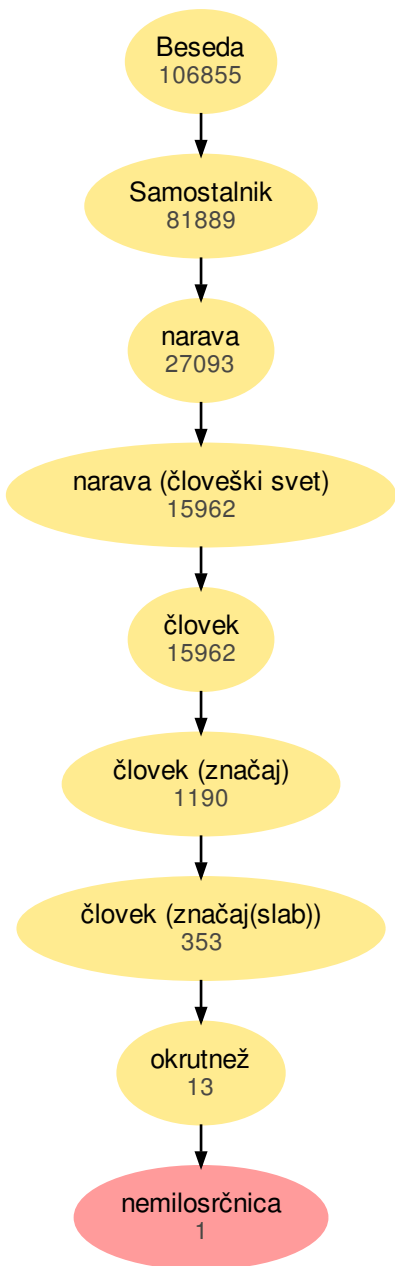 Beseda
106855
Samostalnik
81889
narava
27093
narava (človeški svet)
15962
človek
15962
človek (značaj)
1190
človek (značaj(slab))
353
okrutnež
13
nemilosrčnica
1